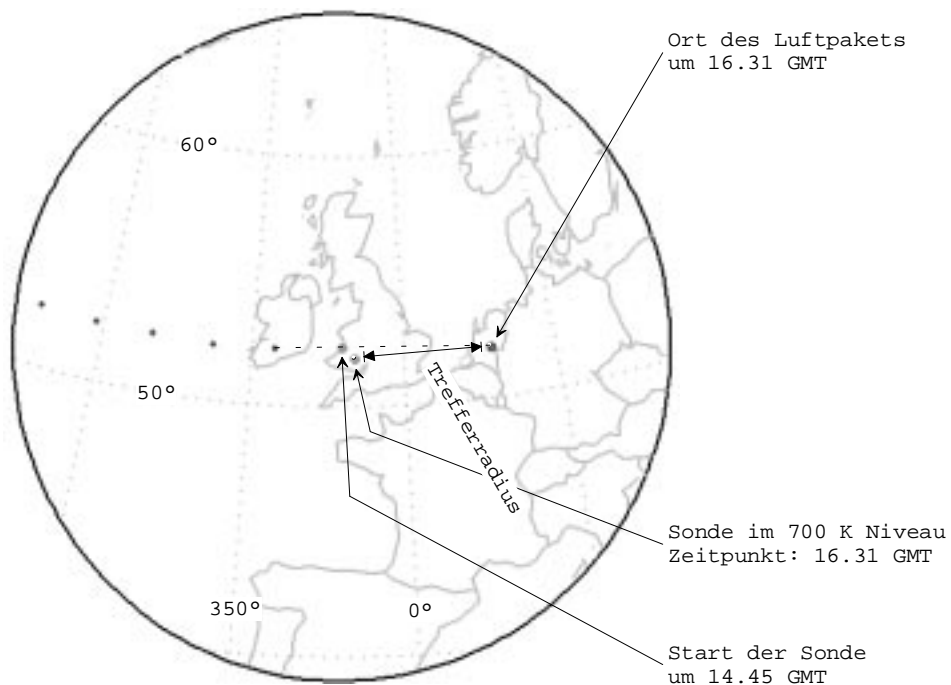 Ort des Luftpakets
um 16.31 GMT
60°
50°
Trefferradius
Sonde im 700 K Niveau
Zeitpunkt: 16.31 GMT
350°
0°
Start der Sonde
um 14.45 GMT